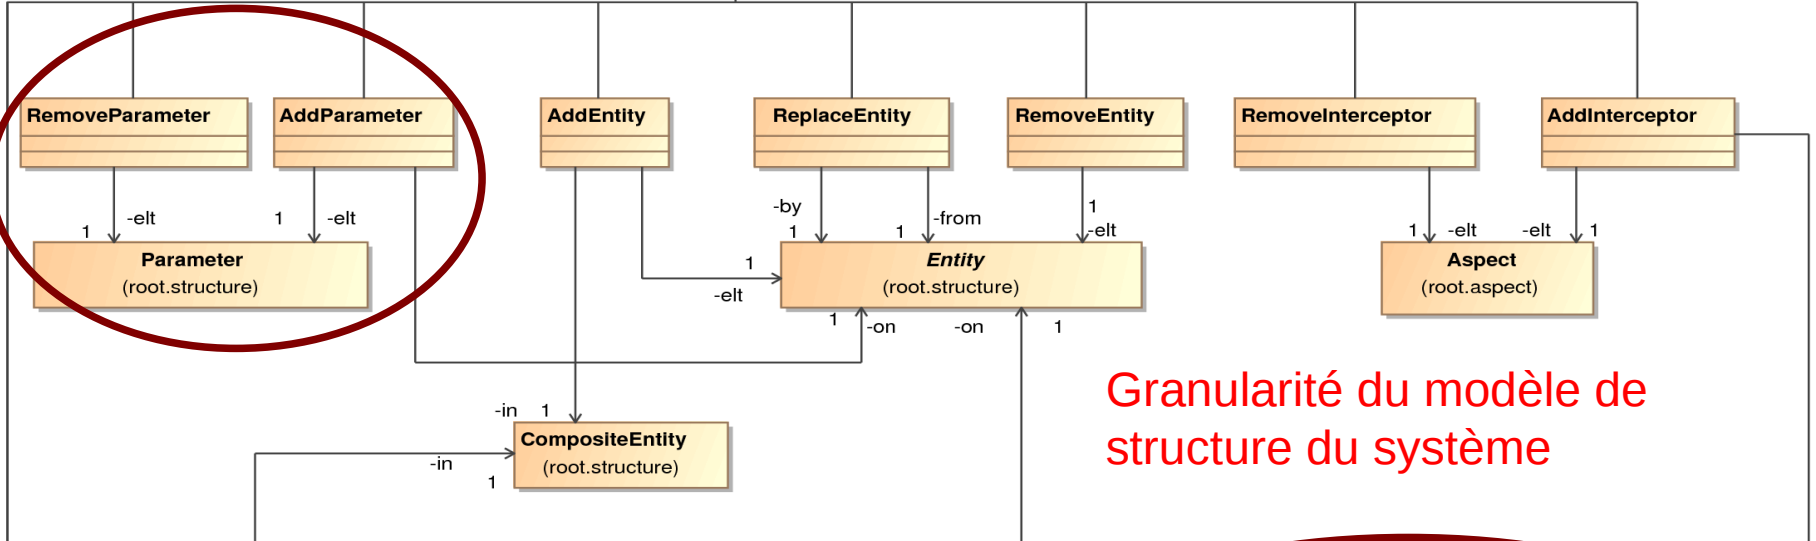 RemoveParameter
AddParameter
AddEntity
ReplaceEntity
RemoveEntity
RemoveInterceptor
AddInterceptor
1
-elt
1
-elt
-by
1
1
-from
1
-elt
1
-elt
-elt
1
Parameter
(root.structure)
1
-elt
Entity
(root.structure)
Aspect
(root.aspect)
1
-on
-on
1
Granularité du modèle de
structure du système
-in
1
CompositeEntity
(root.structure)
-in
1